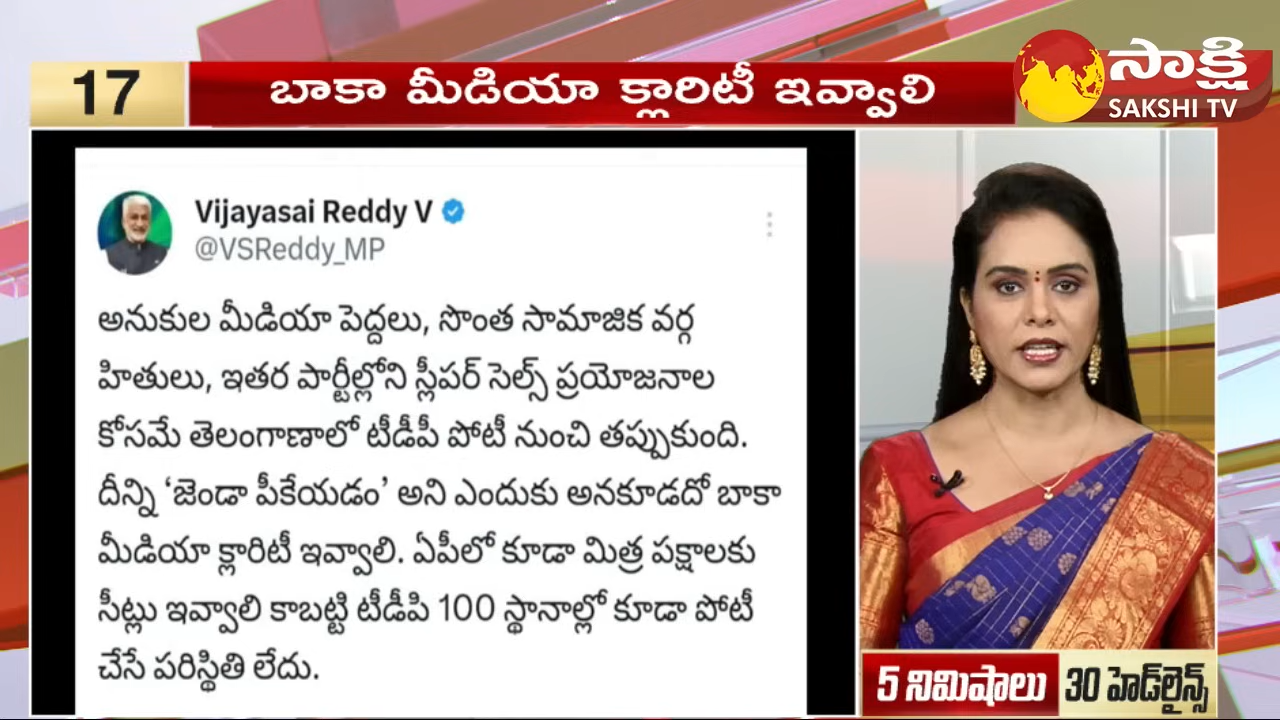 17
బాకా మీడియా క్లారిటీ ఇవ్వాలి
సాక్షి
SAKSHI TV
Vijayasai Reddy V
@VSReddy_MP
అనుకుల మీడియా పెద్దలు, సొంత సామాజిక వర్గ
హితులు, ఇతర పార్టీల్లోని స్లీపర్ సెల్స్ ప్రయోజనాల
కోసమే తెలంగాణాలో టీడీపీ పోటీ నుంచి తప్పుకుంది.
దీన్ని ‘జెండా పీకేయడం’ అని ఎందుకు అనకూడదో బాకా
మీడియా క్లారిటీ ఇవ్వాలి. ఏపీలో కూడా మిత్ర పక్షాలకు
సీట్లు ఇవ్వాలి కాబట్టి టీడీపి 100 స్థానాల్లో కూడా పోటీ
చేసే పరిస్థితి లేదు.
5 నిమిషాలు 30 హెడ్‌లైన్స్